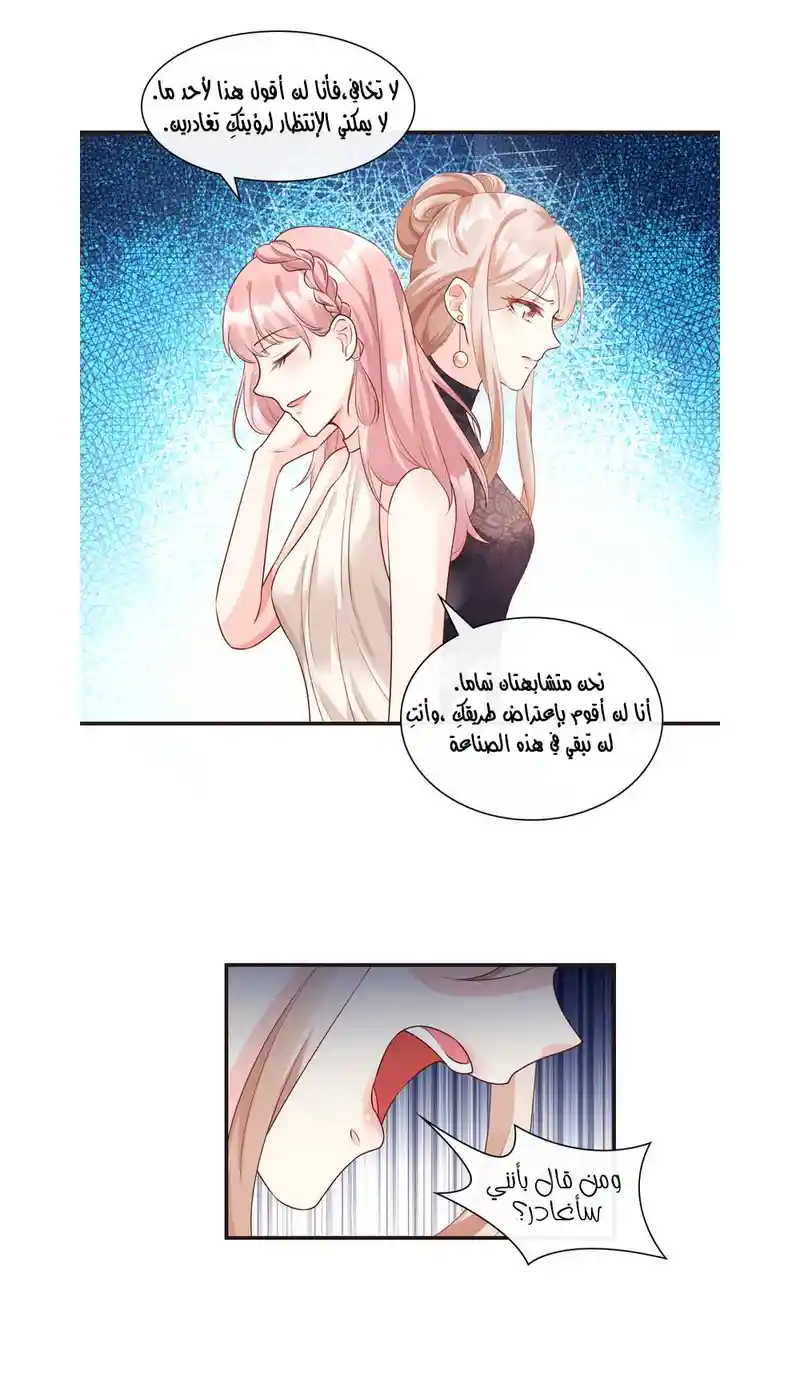 لا تخافي،فأنا لن أقول هذا لأحد ما.
لا يمكني الإنتظار لرؤيتكِ تغادرين.
نحن متشابهتان تماما.
أنا لن أقوم بإعتراض طريقكِ ،وأنتِ
لن تبقي في هذه الصناعة
ومن قال بأنني
سأغادر؟